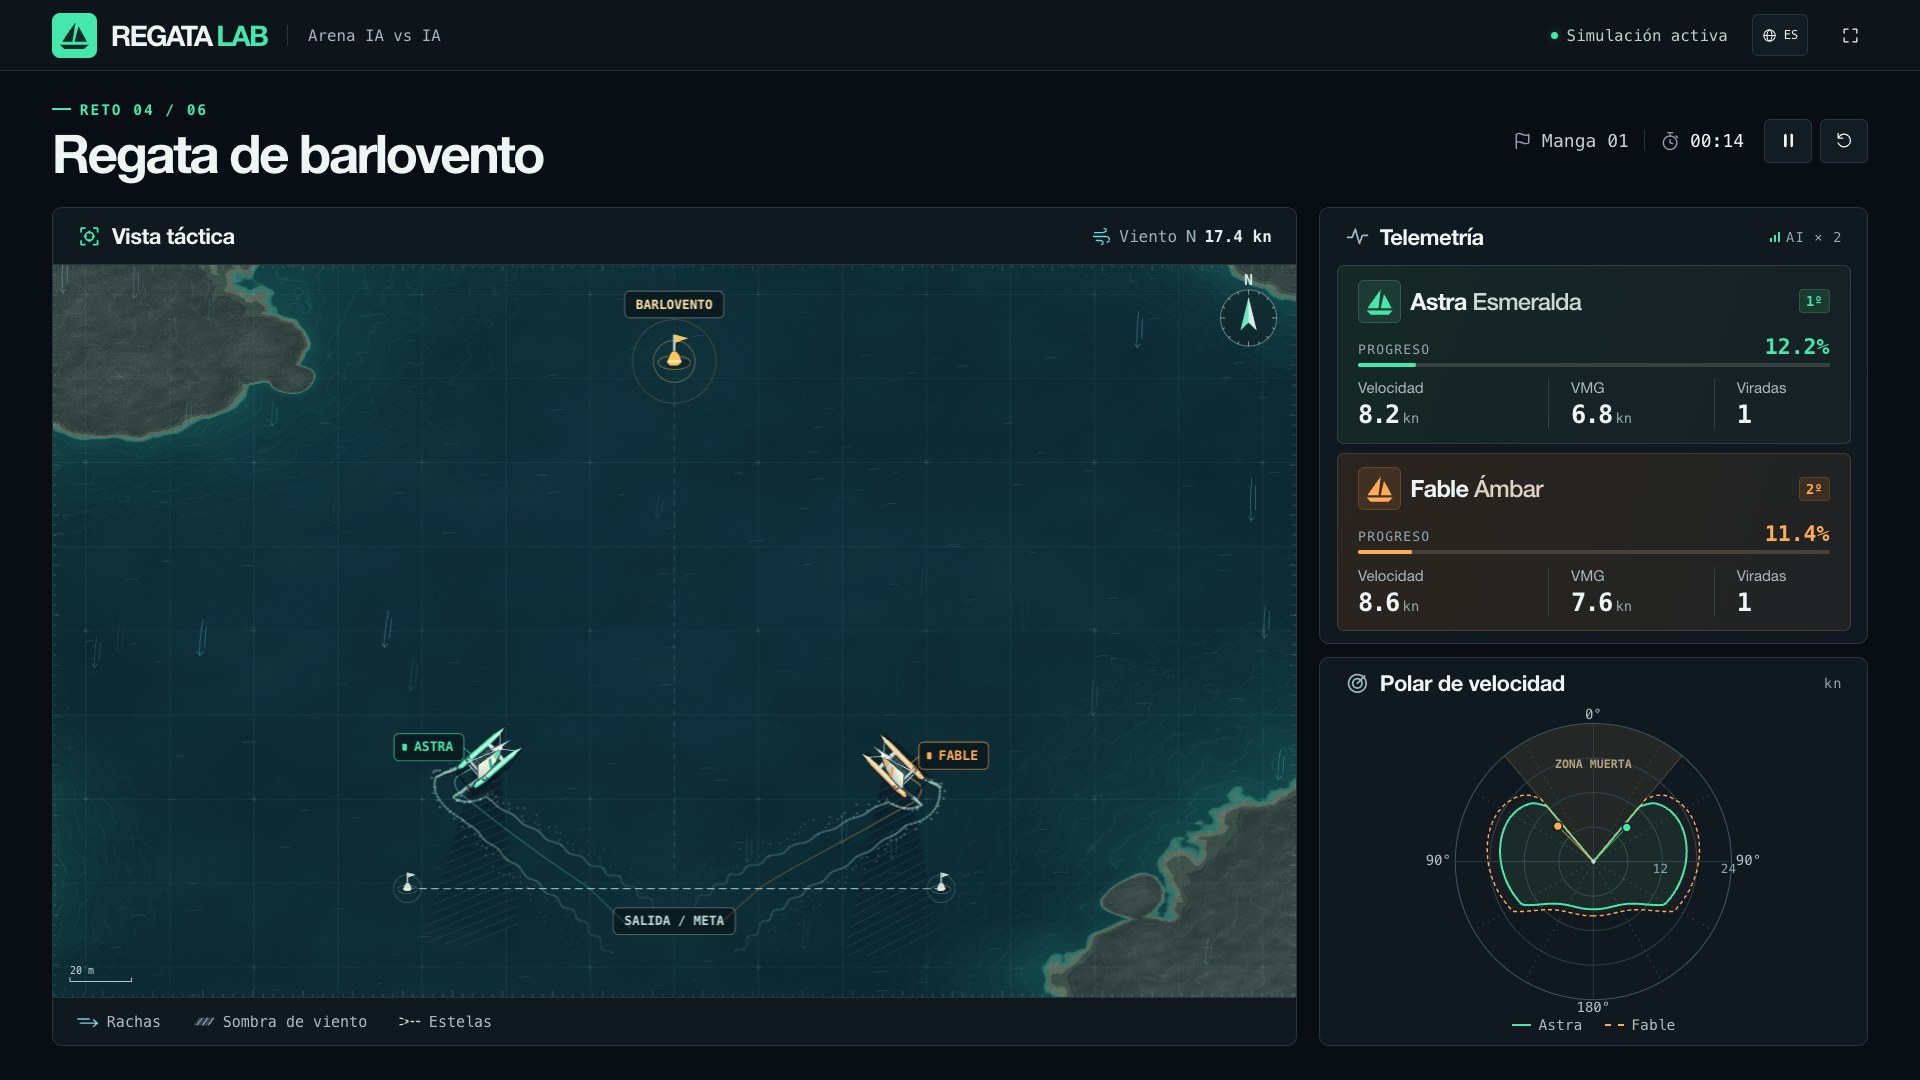 REGATA LAB
Arena IA vs IA
Simulación activa
ES
RETO 04 / 06
Regata de barlovento
Manga 01
00:14
Vista táctica
Viento N 17.4 kn
BARLOVENTO
N
ASTRA
FABLE
SALIDA / META
20 m
Rachas
Sombra de viento
Estelas
Telemetría
AI × 2
Astra Esmeralda
1º
PROGRESO
12.2%
Velocidad
VMG
Viradas
8.2 kn
6.8 kn
1
Fable Ámbar
2º
PROGRESO
11.4%
Velocidad
VMG
Viradas
8.6 kn
7.6 kn
1
Polar de velocidad
kn
0°
ZONA MUERTA
90°
12
24
90°
180°
Astra
Fable